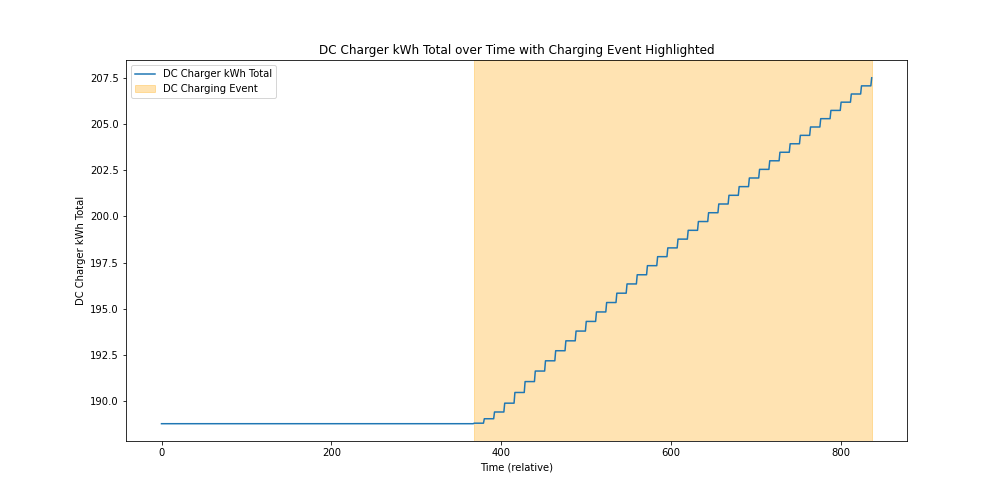 DC Charger kWh Total over Time with Charging Event Highlighted
DC Charger kWh Total
DC Charging Event
207.5
205.0
202.5
200.0
197.5
195.0
192.5
190.0
DC Charger kWh Total
0 200 400 600 800
Time (relative)